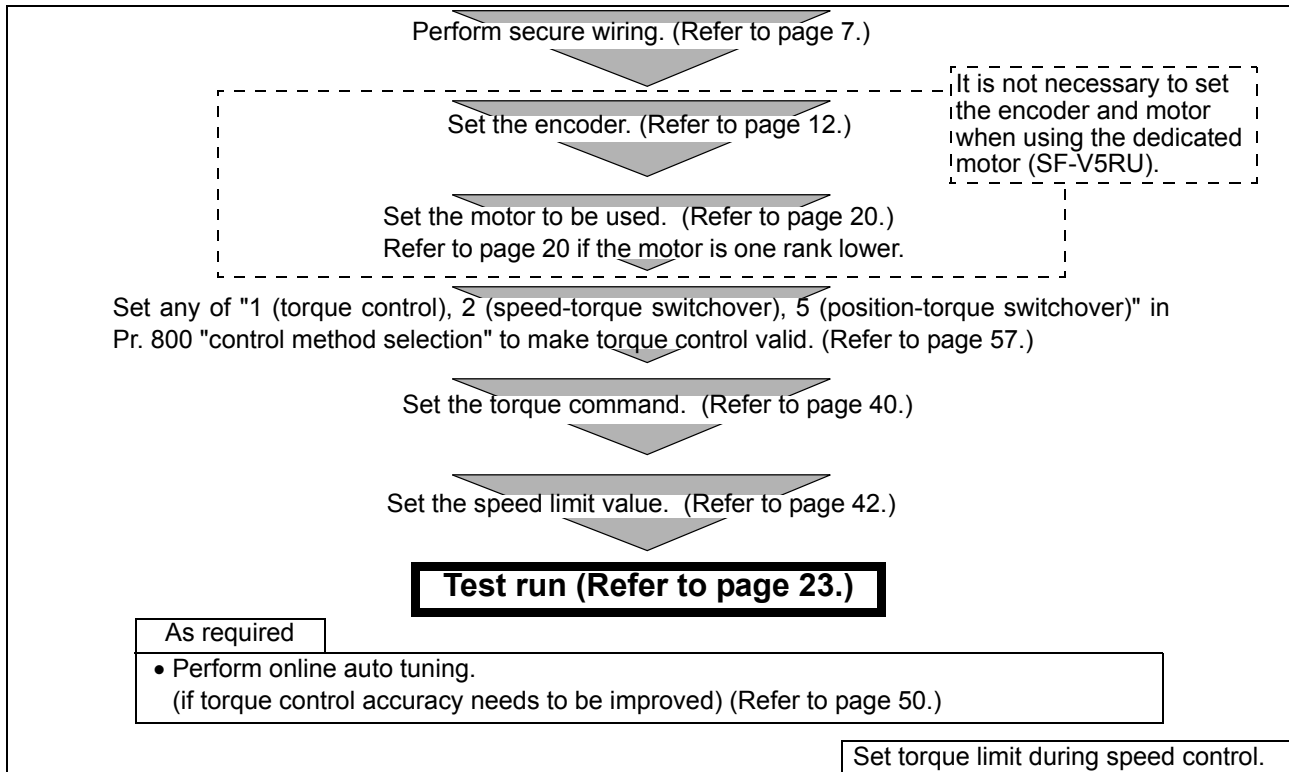 Perform secure wiring. (Refer to page 7.)
It is not necessary to set
the encoder and motor
when using the dedicated
motor (SF-V5RU).
Set the encoder. (Refer to page 12.)
Set the motor to be used. (Refer to page 20.)
Refer to page 20 if the motor is one rank lower.
Set any of "1 (torque control), 2 (speed-torque switchover), 5 (position-torque switchover)" in
Pr. 800 "control method selection" to make torque control valid. (Refer to page 57.)
Set the torque command. (Refer to page 40.)
Set the speed limit value. (Refer to page 42.)
Test run (Refer to page 23.)
As required
• Perform online auto tuning.
(if torque control accuracy needs to be improved) (Refer to page 50.)
Set torque limit during speed control.